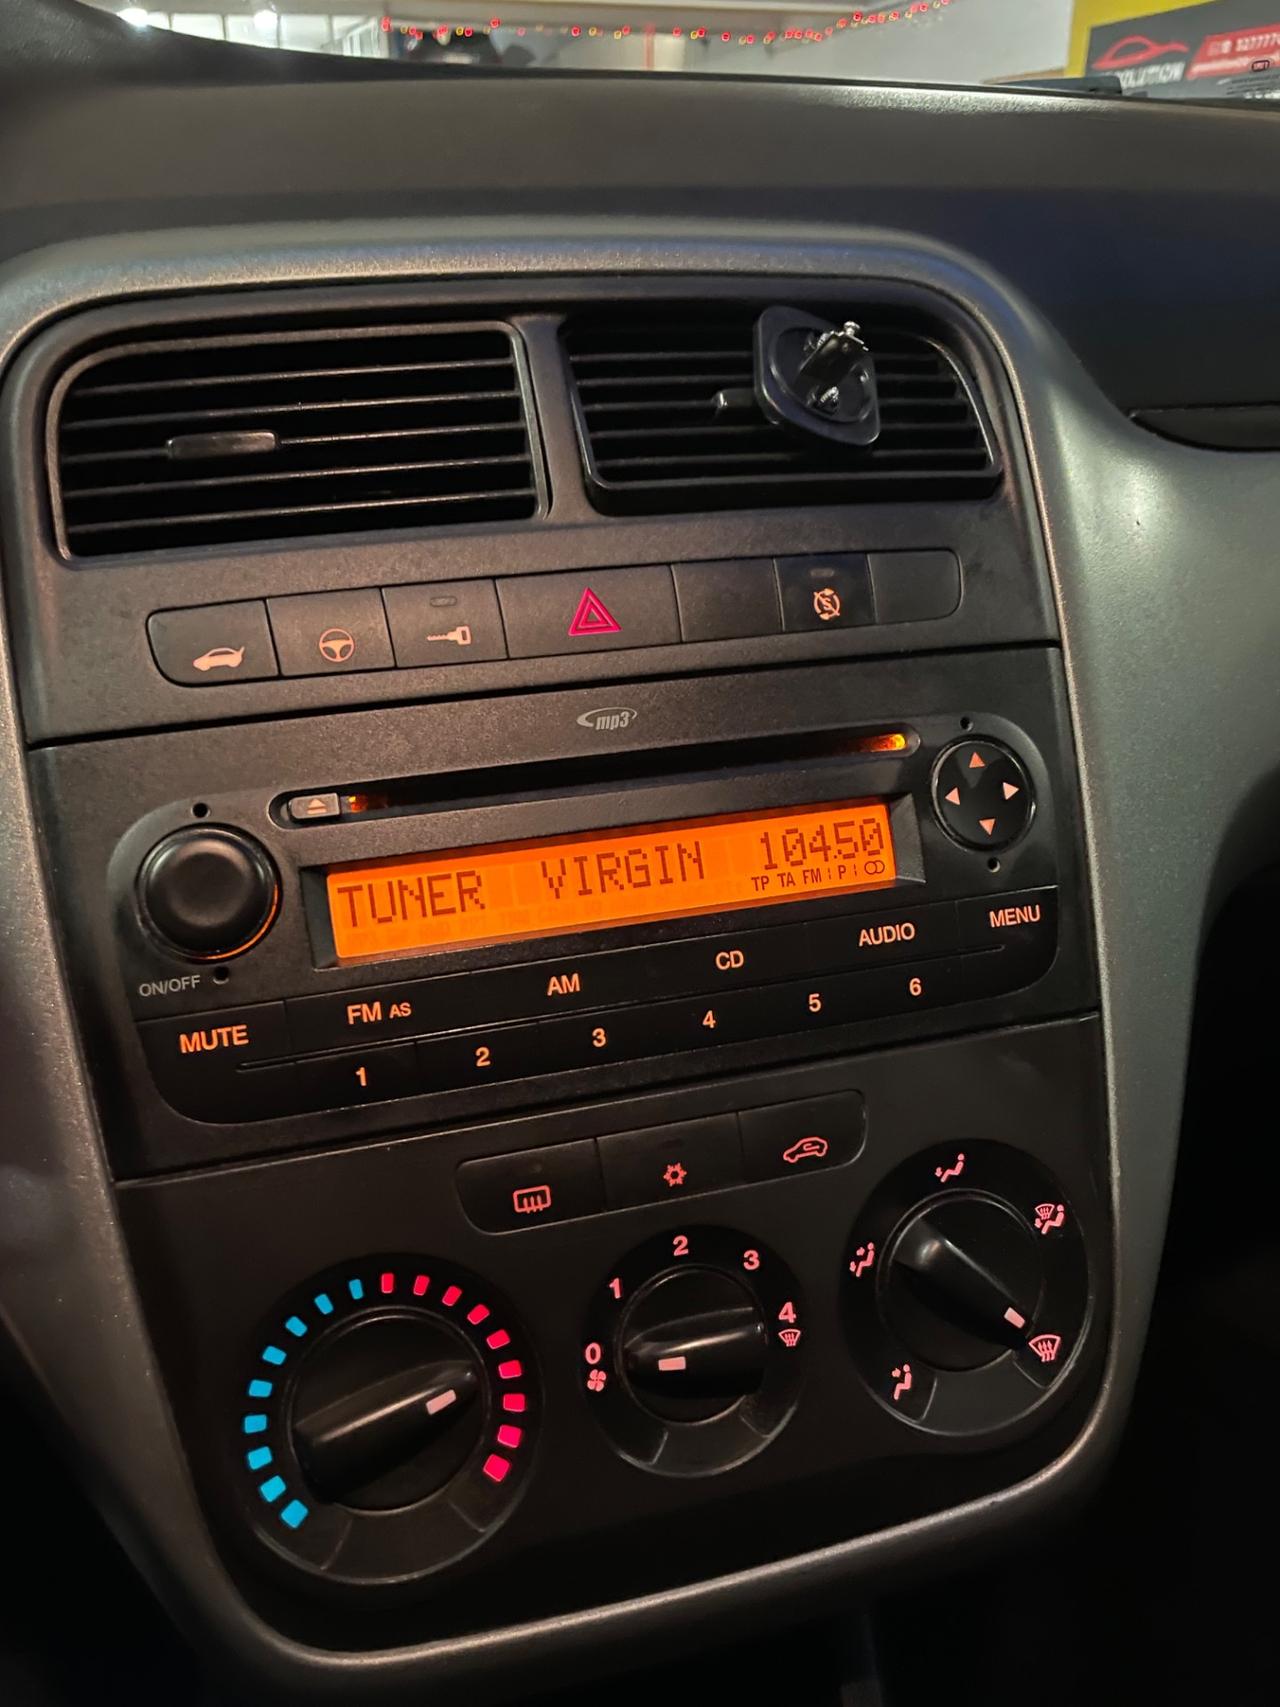 OLUTION
mp3
TUNER VIRGIN 104.50
TP TA FM I P I
ON/OFF
MUTE FM AS AM CD AUDIO MENU
1 2 3 4 5 6
0 1 2 3 4